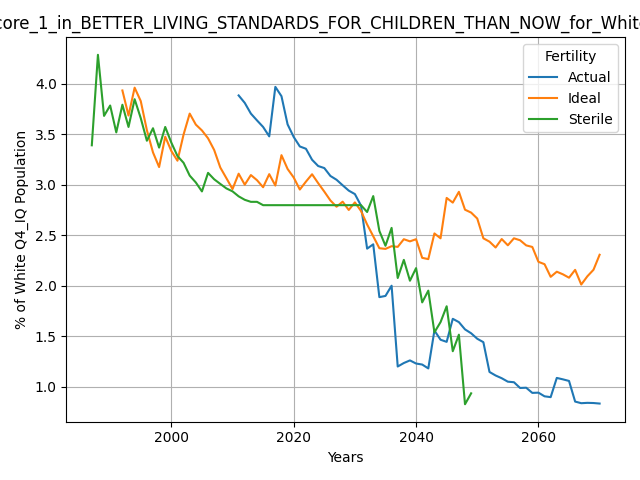 core_1_in_BETTER_LIVING_STANDARDS_FOR_CHILDREN_THAN_NOW_for_White
Fertility
Actual
Ideal
Sterile
% of White Q4_IQ Population
4.0
3.5
3.0
2.5
2.0
1.5
1.0
2000
2020
2040
2060
Years